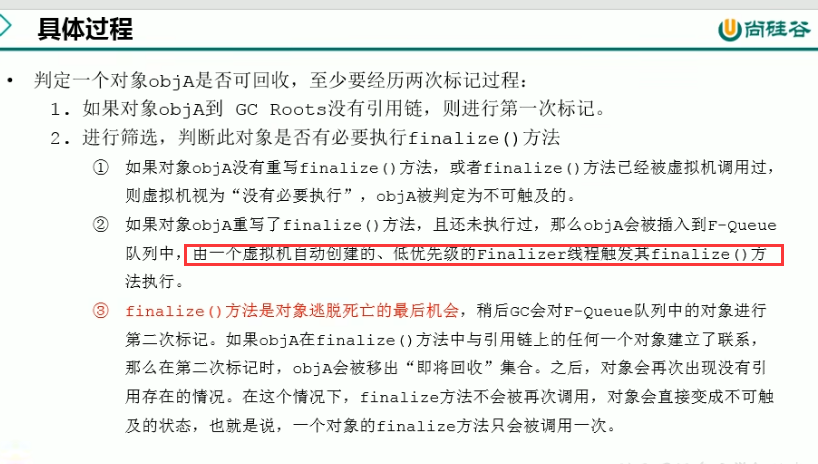 具体过程
尚硅谷
• 判定一个对象objA是否可回收，至少要经历两次标记过程：
1. 如果对象objA到 GC Roots没有引用链，则进行第一次标记。
2. 进行筛选，判断此对象是否有必要执行finalize()方法
① 如果对象objA没有重写finalize()方法，或者finalize()方法已经被虚拟机调用过，
则虚拟机视为“没有必要执行”，objA被判定为不可触及的。
② 如果对象objA重写了finalize()方法，且还未执行过，那么objA会被插入到F-Queue
队列中，由一个虚拟机自动创建的、低优先级的Finalizer线程触发其finalize()方
法执行。
③ finalize()方法是对象逃脱死亡的最后机会，稍后GC会对F-Queue队列中的对象进行
第二次标记。如果objA在finalize()方法中与引用链上的任何一个对象建立了联系，
那么在第二次标记时，objA会被移出“即将回收”集合。之后，对象会再次出现没有引
用存在的情况。在这个情况下，finalize方法不会被再次调用，对象会直接变成不可触
及的状态，也就是说，一个对象的finalize方法只会被调用一次。